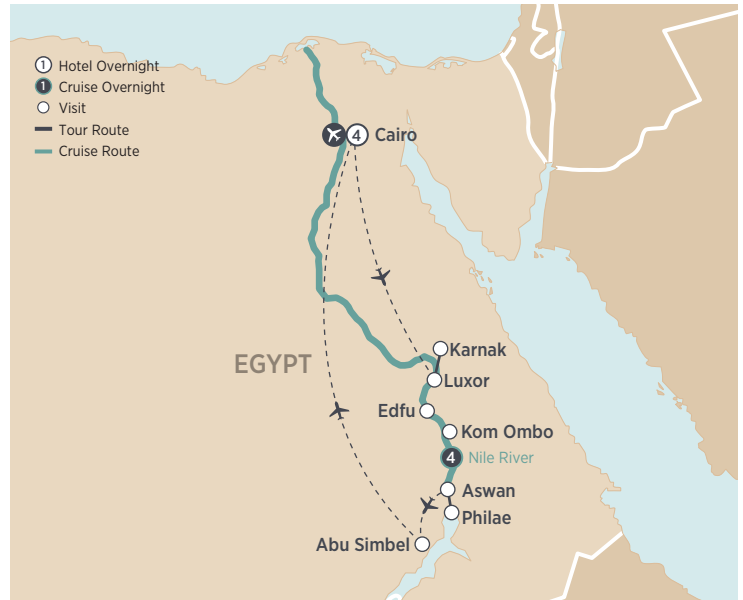 1 Hotel Overnight
1 Cruise Overnight
Visit
Tour Route
Cruise Route
4 Cairo
EGYPT
Karnak
Luxor
Edfu
Kom Ombo
4 Nile River
Aswan
Philae
Abu Simbel